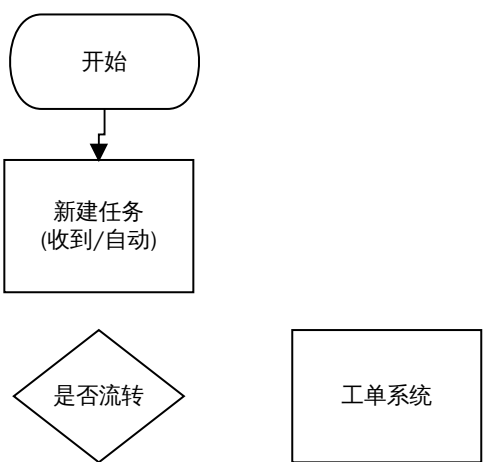 开始
新建任务
(收到/自动)
是否流转
工单系统